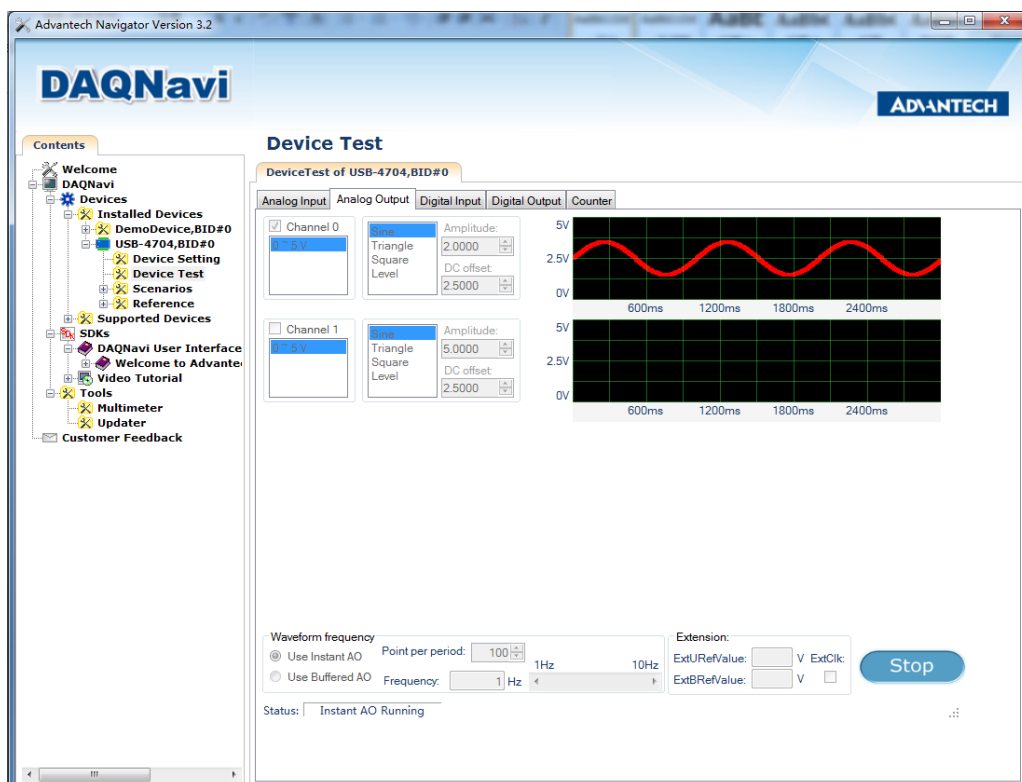 Advantech Navigator Version 3.2
DAQNavi
ADVANTECH
Contents
Welcome
DAQNavi
Devices
Installed Devices
DemoDevice,BID#0
USB-4704,BID#0
Device Setting
Device Test
Scenarios
Reference
Supported Devices
SDKs
DAQNavi User Interface
Welcome to Advante
Video Tutorial
Tools
Multimeter
Updater
Customer Feedback
Device Test
DeviceTest of USB-4704,BID#0
Analog Input Analog Output Digital Input Digital Output Counter
Channel 0
0 ~ 5 V
Sine
Triangle
Square
Level
Amplitude:
2.0000
DC offset:
2.5000
5V
2.5V
0V
600ms 1200ms 1800ms 2400ms
Channel 1
0 ~ 5 V
Sine
Triangle
Square
Level
Amplitude:
5.0000
DC offset:
2.5000
5V
2.5V
0V
600ms 1200ms 1800ms 2400ms
Waveform frequency
Use Instant AO
Use Buffered AO
Point per period: 100
Frequency: 1 Hz
1Hz 10Hz
Extension:
ExtURefValue: V ExtClk:
ExtBRefValue: V
Stop
Status: Instant AO Running